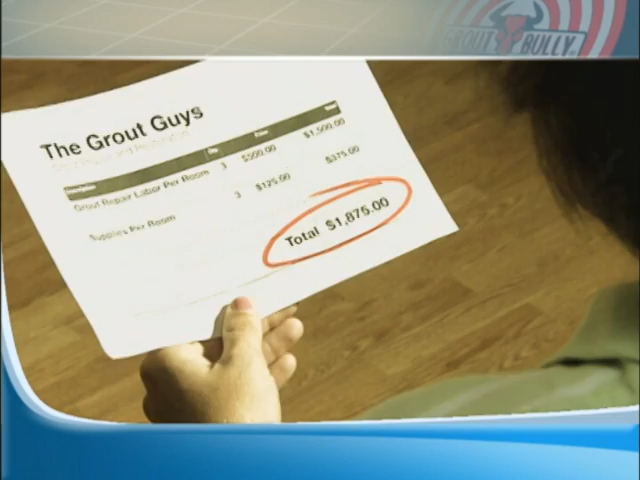 GROUT BULLY
The Grout Guys
Description Qty Price Total
Grout Repair Labor Per Room 3 $500.00 $1,500.00
Supplies Per Room 3 $125.00 $375.00
Total $1,875.00